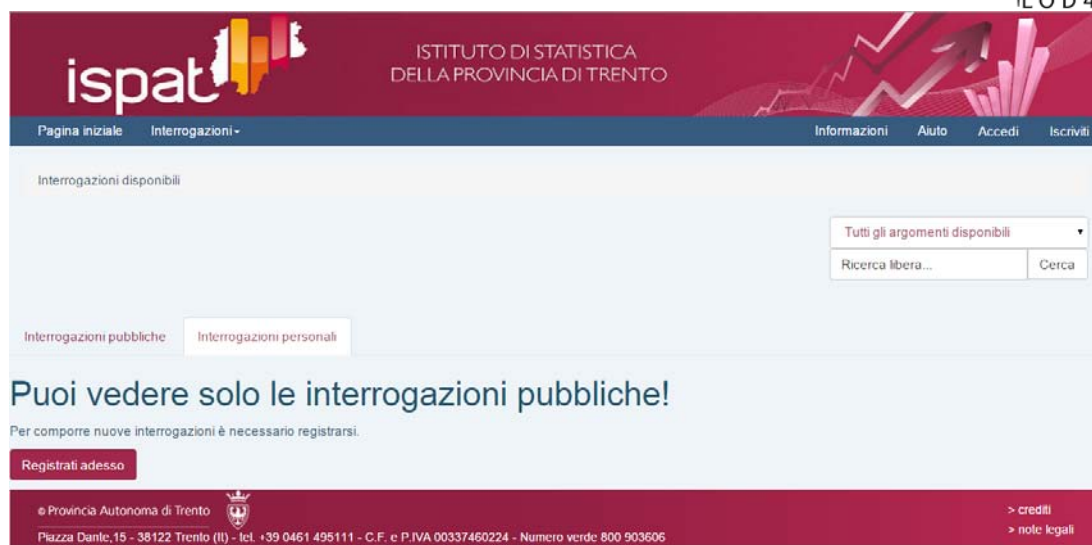 LOD4
ispat
ISTITUTO DI STATISTICA
DELLA PROVINCIA DI TRENTO
Pagina iniziale Interrogazioni Informazioni Aiuto Accedi Iscriviti
Interrogazioni disponibili
Tutti gli argomenti disponibili
Ricerca libera... Cerca
Interrogazioni pubbliche Interrogazioni personali
Puoi vedere solo le interrogazioni pubbliche!
Per comporre nuove interrogazioni è necessario registrarsi.
Registrati adesso
© Provincia Autonoma di Trento > crediti
Piazza Dante,15 - 38122 Trento (It) - tel. +39 0461 495111 - C.F. e P.IVA 00337460224 - Numero verde 800 903606 > note legali